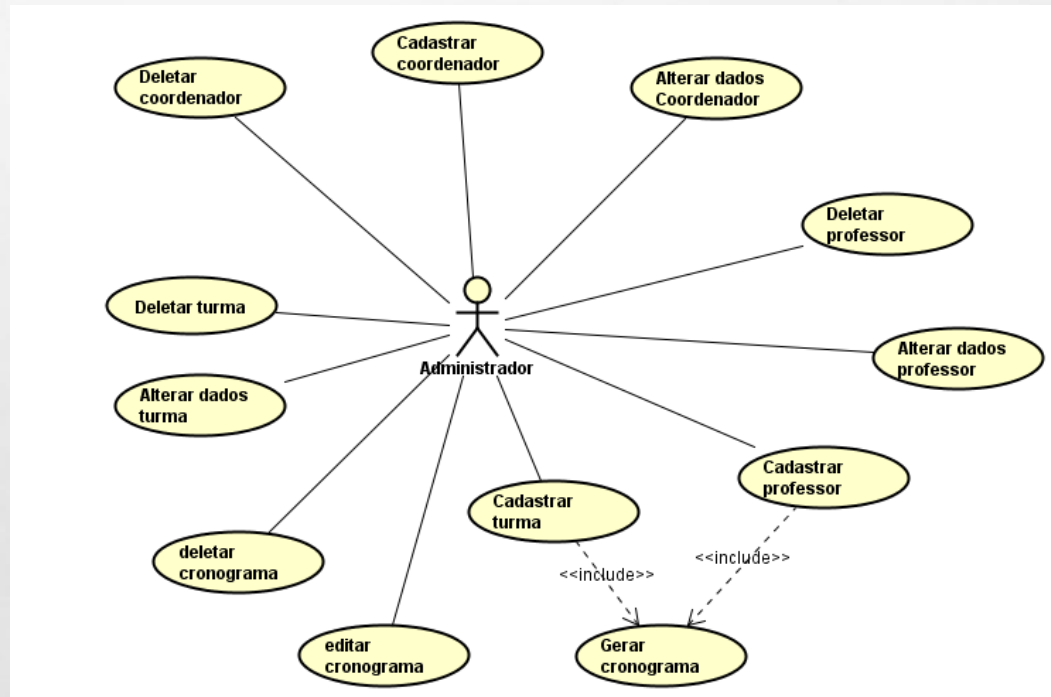 Cadastrar
coordenador
Deletar
coordenador
Alterar dados
Coordenador
Deletar
professor
Deletar turma
Alterar dados
professor
Administrador
Alterar dados
turma
Cadastrar
professor
Cadastrar
turma
deletar
cronograma
<<include>>
<<include>>
editar
cronograma
Gerar
cronograma